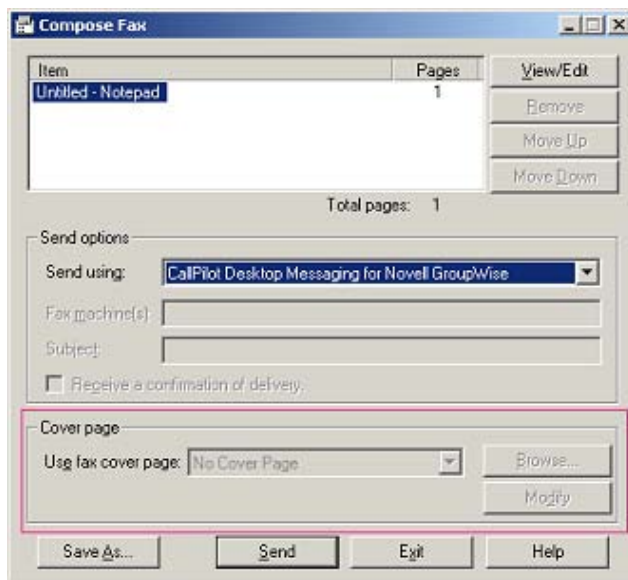 Compose Fax
Item Pages View/Edit
Untitled - Notepad 1 Remove
Move Up
Move Down
Total pages: 1
Send options
Send using: CallPilot Desktop Messaging for Novell GroupWise
Fax machine(s)
Subject:
Receive a confirmation of delivery.
Cover page
Use fax cover page: No Cover Page Browse...
Modify
Save As... Send Exit Help